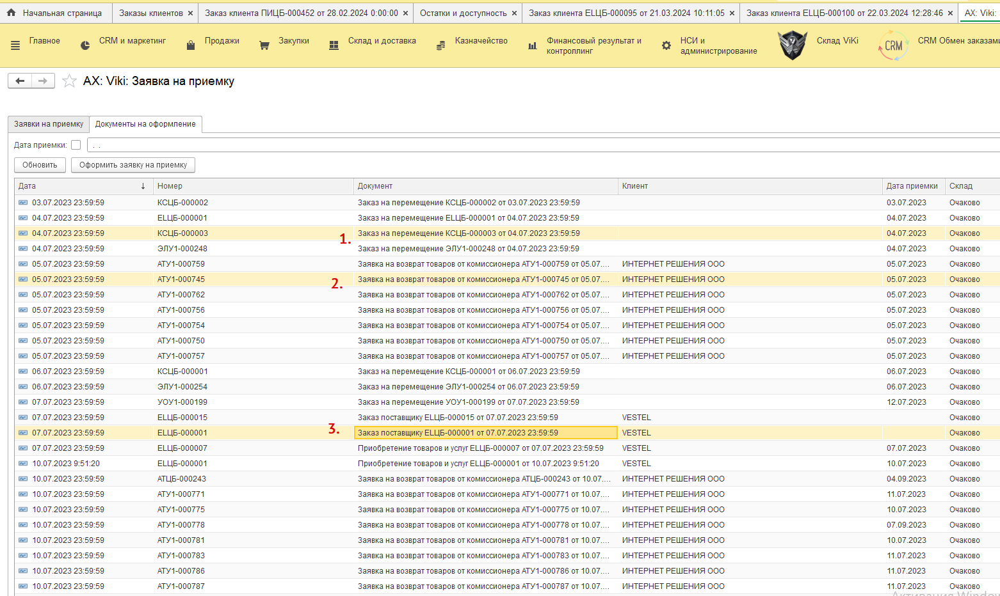 Начальная страница Заказы клиентов × Заказ клиента ПИЦБ-000452 от 28.02.2024 0:00:00 × Остатки и доступность × Заказ клиента ELЦБ-000095 от 21.03.2024 10:11:05 × Заказ клиента ELЦБ-000100 от 22.03.2024 12:28:46 × AX: Viki:
Главное CRM и маркетинг Продажи Закупки Склад и доставка Казначейство Финансовый результат и контроллинг НСИ и администрирование Склад ViKi CRM CRM Обмен заказами
AX: Viki: Заявка на приемку
Заявки на приемку Документы на оформление
Дата приемки: . .
Обновить Оформить заявку на приемку
Дата ↓ Номер Документ Клиент Дата приемки Склад
03.07.2023 23:59:59 КСЦБ-000002 Заказ на перемещение КСЦБ-000002 от 03.07.2023 23:59:59 03.07.2023 Очаково
04.07.2023 23:59:59 ELЦБ-000001 Заказ на перемещение ELЦБ-000001 от 04.07.2023 23:59:59 04.07.2023 Очаково
04.07.2023 23:59:59 КСЦБ-000003 1. Заказ на перемещение КСЦБ-000003 от 04.07.2023 23:59:59 04.07.2023 Очаково
04.07.2023 23:59:59 ЭЛУ1-000248 Заказ на перемещение ЭЛУ1-000248 от 04.07.2023 23:59:59 04.07.2023 Очаково
05.07.2023 23:59:59 АТУ1-000759 Заявка на возврат товаров от комиссионера АТУ1-000759 от 05.07.... ИНТЕРНЕТ РЕШЕНИЯ ООО 05.07.2023 Очаково
05.07.2023 23:59:59 АТУ1-000745 2. Заявка на возврат товаров от комиссионера АТУ1-000745 от 05.07.... ИНТЕРНЕТ РЕШЕНИЯ ООО 05.07.2023 Очаково
05.07.2023 23:59:59 АТУ1-000762 Заявка на возврат товаров от комиссионера АТУ1-000762 от 05.07.... ИНТЕРНЕТ РЕШЕНИЯ ООО 05.07.2023 Очаково
05.07.2023 23:59:59 АТУ1-000756 Заявка на возврат товаров от комиссионера АТУ1-000756 от 05.07.... ИНТЕРНЕТ РЕШЕНИЯ ООО 05.07.2023 Очаково
05.07.2023 23:59:59 АТУ1-000754 Заявка на возврат товаров от комиссионера АТУ1-000754 от 05.07.... ИНТЕРНЕТ РЕШЕНИЯ ООО 05.07.2023 Очаково
05.07.2023 23:59:59 АТУ1-000750 Заявка на возврат товаров от комиссионера АТУ1-000750 от 05.07.... ИНТЕРНЕТ РЕШЕНИЯ ООО 05.07.2023 Очаково
05.07.2023 23:59:59 АТУ1-000757 Заявка на возврат товаров от комиссионера АТУ1-000757 от 05.07.... ИНТЕРНЕТ РЕШЕНИЯ ООО 05.07.2023 Очаково
06.07.2023 23:59:59 КСЦБ-000001 Заказ на перемещение КСЦБ-000001 от 06.07.2023 23:59:59 06.07.2023 Очаково
06.07.2023 23:59:59 ЭЛУ1-000254 Заказ на перемещение ЭЛУ1-000254 от 06.07.2023 23:59:59 06.07.2023 Очаково
07.07.2023 23:59:59 УОУ1-000199 Заказ на перемещение УОУ1-000199 от 07.07.2023 23:59:59 12.07.2023 Очаково
07.07.2023 23:59:59 ELЦБ-000015 Заказ поставщику ELЦБ-000015 от 07.07.2023 23:59:59 VESTEL Очаково
07.07.2023 23:59:59 ELЦБ-000001 3. Заказ поставщику ELЦБ-000001 от 07.07.2023 23:59:59 VESTEL Очаково
07.07.2023 23:59:59 ELЦБ-000007 Приобретение товаров и услуг ELЦБ-000007 от 07.07.2023 23:59:59 VESTEL 07.07.2023 Очаково
10.07.2023 9:51:20 ELЦБ-000001 Приобретение товаров и услуг ELЦБ-000001 от 10.07.2023 9:51:20 VESTEL 10.07.2023 Очаково
10.07.2023 23:59:59 АТЦБ-000243 Заявка на возврат товаров от комиссионера АТЦБ-000243 от 10.07.... ИНТЕРНЕТ РЕШЕНИЯ ООО 04.09.2023 Очаково
10.07.2023 23:59:59 АТУ1-000771 Заявка на возврат товаров от комиссионера АТУ1-000771 от 10.07.... ИНТЕРНЕТ РЕШЕНИЯ ООО 11.07.2023 Очаково
10.07.2023 23:59:59 АТУ1-000775 Заявка на возврат товаров от комиссионера АТУ1-000775 от 10.07.... ИНТЕРНЕТ РЕШЕНИЯ ООО 10.07.2023 Очаково
10.07.2023 23:59:59 АТУ1-000778 Заявка на возврат товаров от комиссионера АТУ1-000778 от 10.07.... ИНТЕРНЕТ РЕШЕНИЯ ООО 07.09.2023 Очаково
10.07.2023 23:59:59 АТУ1-000781 Заявка на возврат товаров от комиссионера АТУ1-000781 от 10.07.... ИНТЕРНЕТ РЕШЕНИЯ ООО 10.07.2023 Очаково
10.07.2023 23:59:59 АТУ1-000783 Заявка на возврат товаров от комиссионера АТУ1-000783 от 10.07.... ИНТЕРНЕТ РЕШЕНИЯ ООО 11.07.2023 Очаково
10.07.2023 23:59:59 АТУ1-000786 Заявка на возврат товаров от комиссионера АТУ1-000786 от 10.07.... ИНТЕРНЕТ РЕШЕНИЯ ООО 11.07.2023 Очаково
10.07.2023 23:59:59 АТУ1-000787 Заявка на возврат товаров от комиссионера АТУ1-000787 от 10.07.... ИНТЕРНЕТ РЕШЕНИЯ ООО 11.07.2023 Очаково